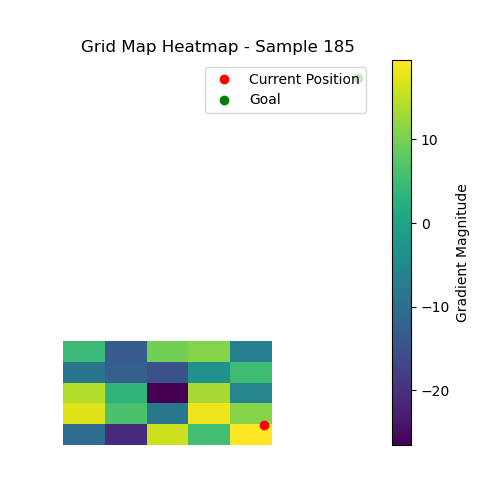 Grid Map Heatmap - Sample 185
Current Position
Goal
10
0
−10
−20
Gradient Magnitude